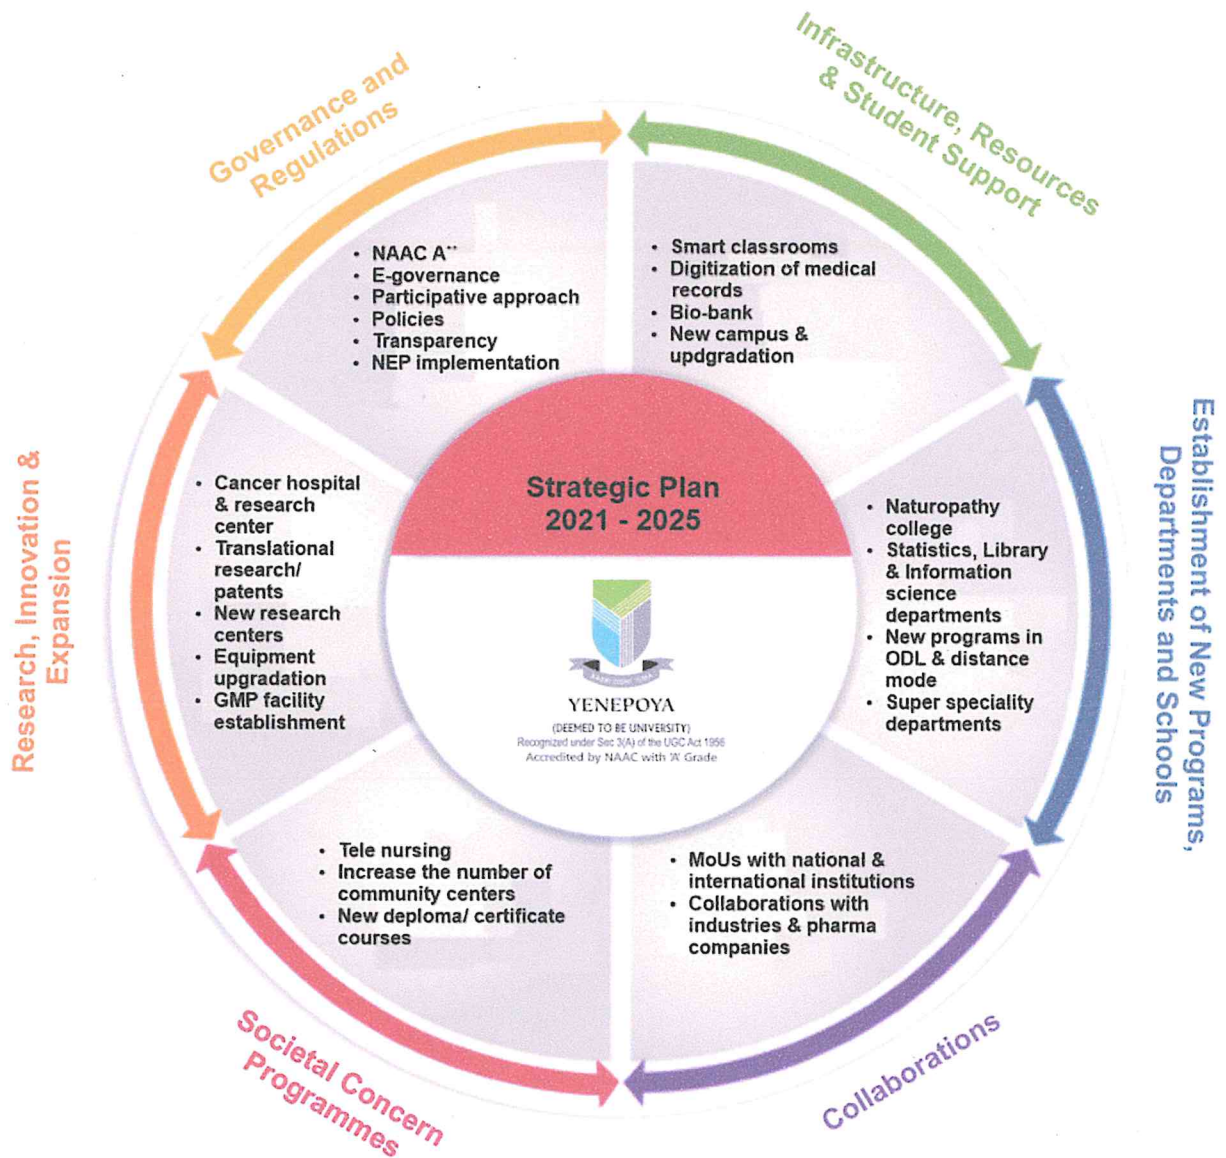 Governance and
Regulations
Infrastructure, Resources
& Student Support
• NAAC A++
• E-governance
• Participative approach
• Policies
• Transparency
• NEP implementation
• Smart classrooms
• Digitization of medical
records
• Bio-bank
• New campus &
updgradation
Research, Innovation &
Expansion
• Cancer hospital
& research
center
• Translational
research/
patents
• New research
centers
• Equipment
upgradation
• GMP facility
establishment
Strategic Plan
2021 - 2025
YENEPOYA
(DEEMED TO BE UNIVERSITY)
Recognized under Sec 3(A) of the UGC Act 1956
Accredited by NAAC with 'A' Grade
• Naturopathy
college
• Statistics, Library
& Information
science
departments
• New programs in
ODL & distance
mode
• Super speciality
departments
Establishment of New Programs,
Departments and Schools
• Tele nursing
• Increase the number of
community centers
• New deploma/ certificate
courses
• MoUs with national &
international institutions
• Collaborations with
industries & pharma
companies
Societal Concern
Programmes
Collaborations